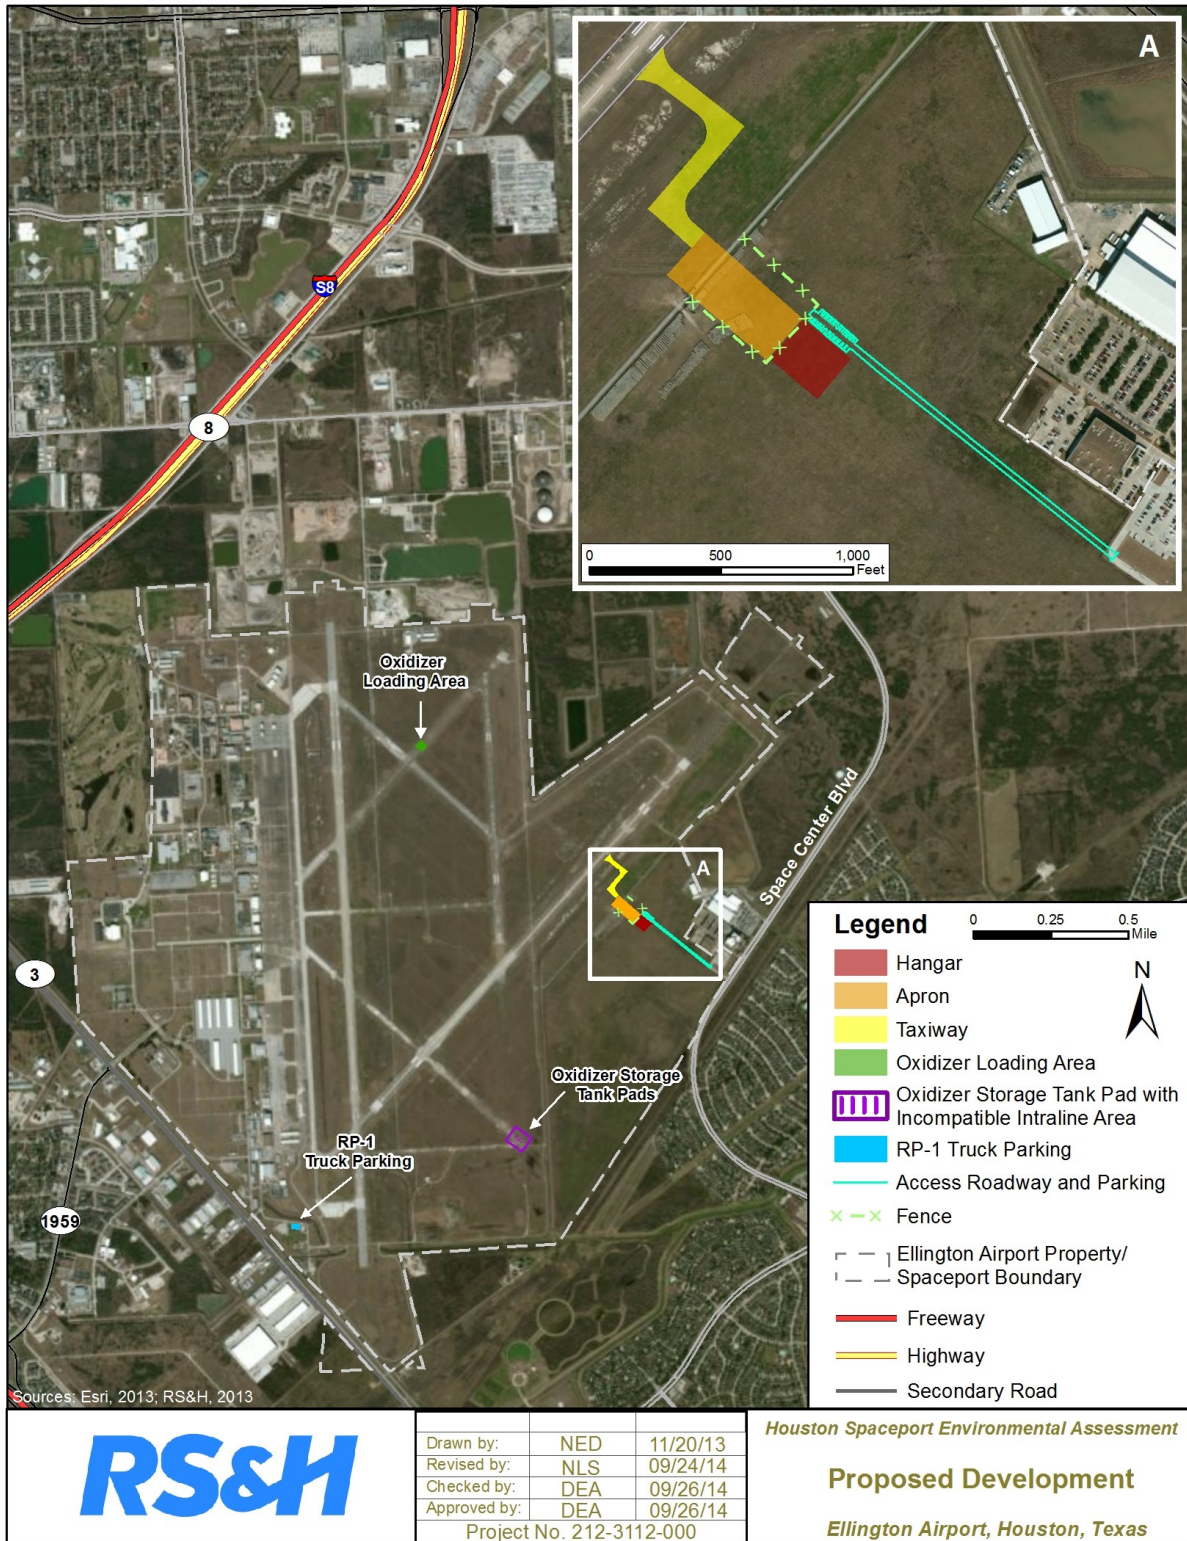 A
0 500 1,000
Feet
S8
8
Oxidizer
Loading Area
Space Center Blvd
A
3
Oxidizer Storage
Tank Pads
RP-1
Truck Parking
1959
Legend
0 0.25 0.5
Mile
N
Hangar
Apron
Taxiway
Oxidizer Loading Area
Oxidizer Storage Tank Pad with
Incompatible Intraline Area
RP-1 Truck Parking
Access Roadway and Parking
Fence
Ellington Airport Property/
Spaceport Boundary
Freeway
Highway
Secondary Road
Sources: Esri, 2013; RS&H, 2013
RS&H
Drawn by: NED 11/20/13
Revised by: NLS 09/24/14
Checked by: DEA 09/26/14
Approved by: DEA 09/26/14
Project No. 212-3112-000
Houston Spaceport Environmental Assessment
Proposed Development
Ellington Airport, Houston, Texas